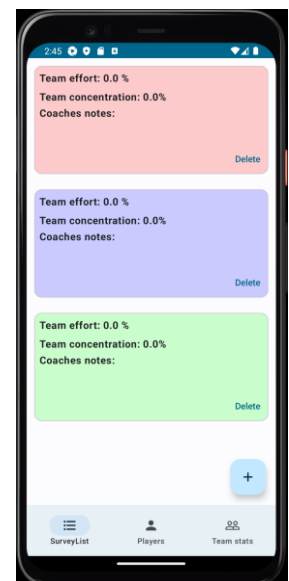 2:45
Team effort: 0.0 %
Team concentration: 0.0%
Coaches notes:
Delete
Team effort: 0.0 %
Team concentration: 0.0%
Coaches notes:
Delete
Team effort: 0.0 %
Team concentration: 0.0%
Coaches notes:
Delete
+
SurveyList Players Team stats